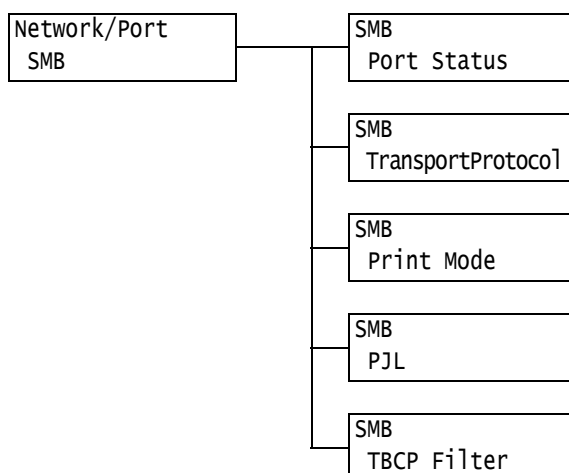 Network/Port
SMB
SMB
Port Status
SMB
TransportProtocol
SMB
Print Mode
SMB
PJL
SMB
TBCP Filter